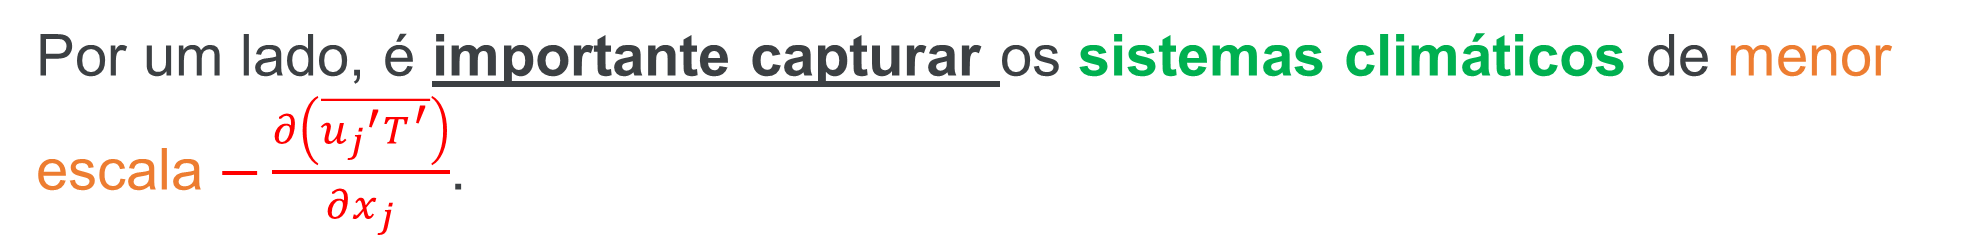 Por um lado, é importante capturar os sistemas climáticos de menor
escala − ∂(u_j′T′)/∂x_j.